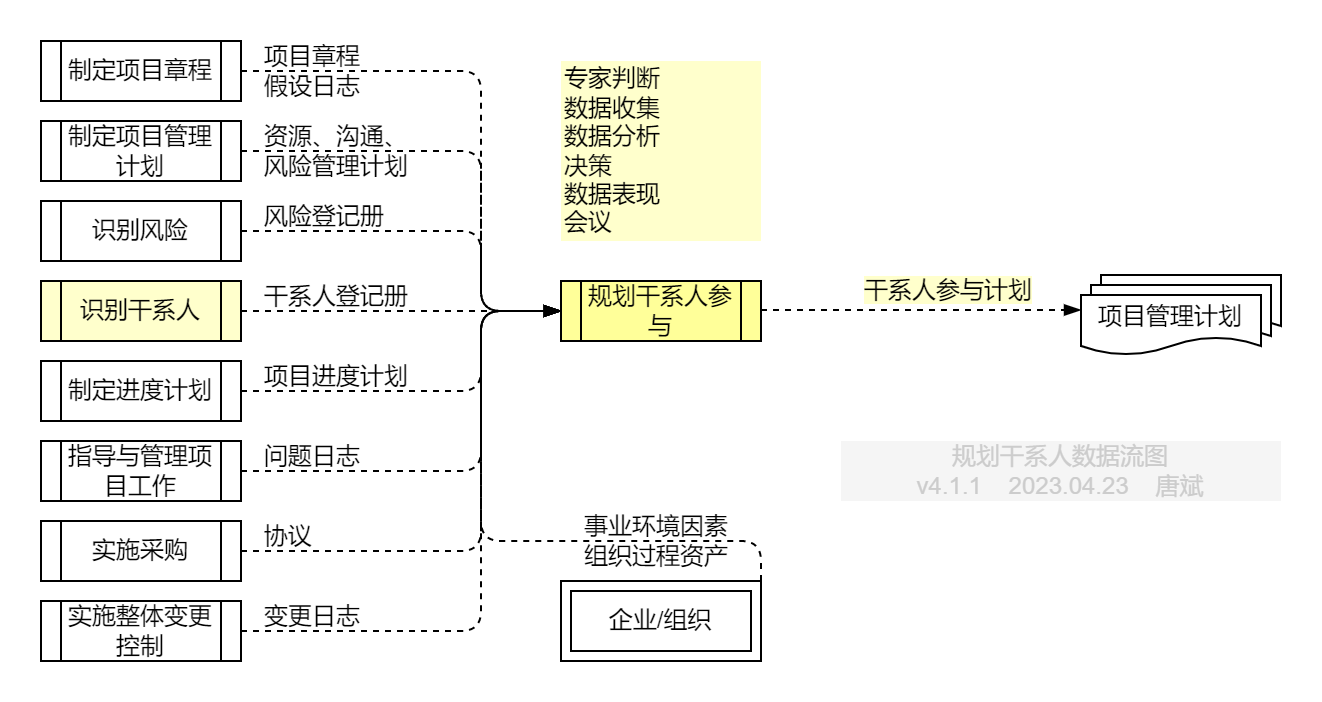 制定项目章程
项目章程
假设日志
制定项目管理
计划
资源、沟通、
风险管理计划
识别风险
风险登记册
识别干系人
干系人登记册
制定进度计划
项目进度计划
指导与管理项
目工作
问题日志
实施采购
协议
实施整体变更
控制
变更日志
专家判断
数据收集
数据分析
决策
数据表现
会议
规划干系人参
与
干系人参与计划
项目管理计划
事业环境因素
组织过程资产
企业/组织
规划干系人数据流图
v4.1.1 2023.04.23 唐斌